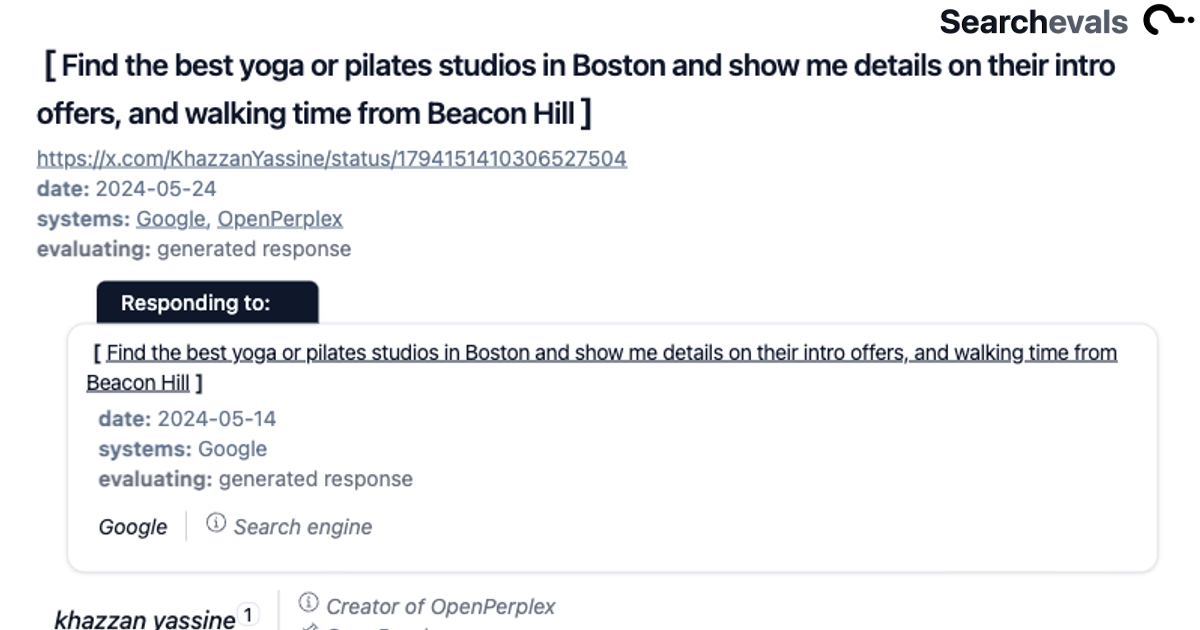 Searchevals
[ Find the best yoga or pilates studios in Boston and show me details on their intro
offers, and walking time from Beacon Hill ]
https://x.com/KhazzanYassine/status/1794151410306527504
date: 2024-05-24
systems: Google, OpenPerplex
evaluating: generated response
Responding to:
[ Find the best yoga or pilates studios in Boston and show me details on their intro offers, and walking time from
Beacon Hill ]
date: 2024-05-14
systems: Google
evaluating: generated response
Google Search engine
khazzan yassine 1 Creator of OpenPerplex